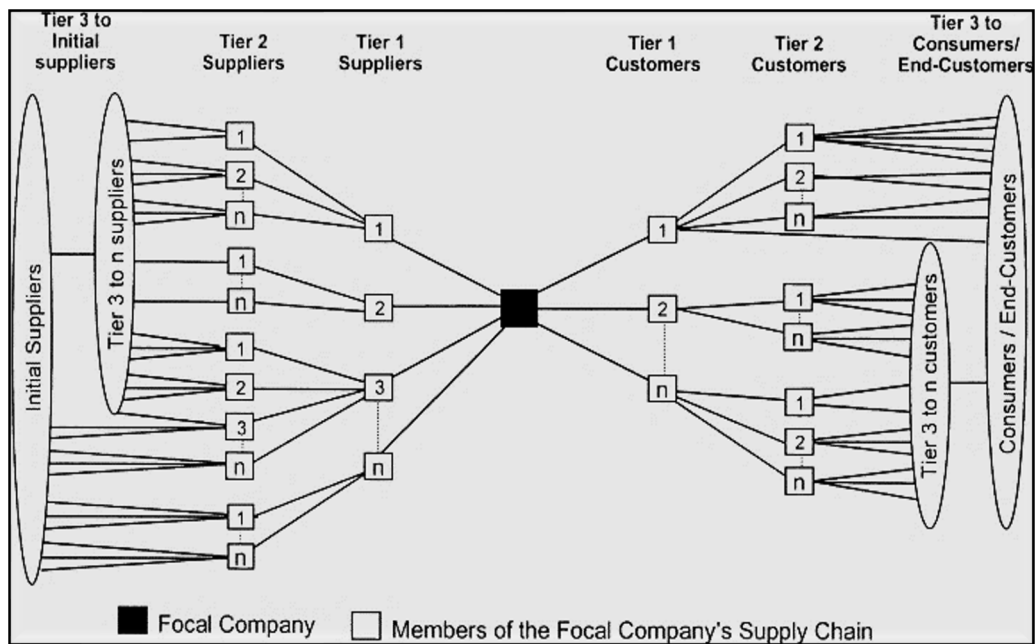 Tier 3 to
Initial
suppliers
Tier 2
Suppliers
Tier 1
Suppliers
Tier 1
Customers
Tier 2
Customers
Tier 3 to
Consumers/
End-Customers
Initial Suppliers
Tier 3 to n suppliers
1
2
n
1
n
1
2
3
n
1
n
1
2
3
n
1
2
n
1
2
n
1
n
1
2
n
Tier 3 to n customers
Consumers / End-Customers
Focal Company
Members of the Focal Company's Supply Chain